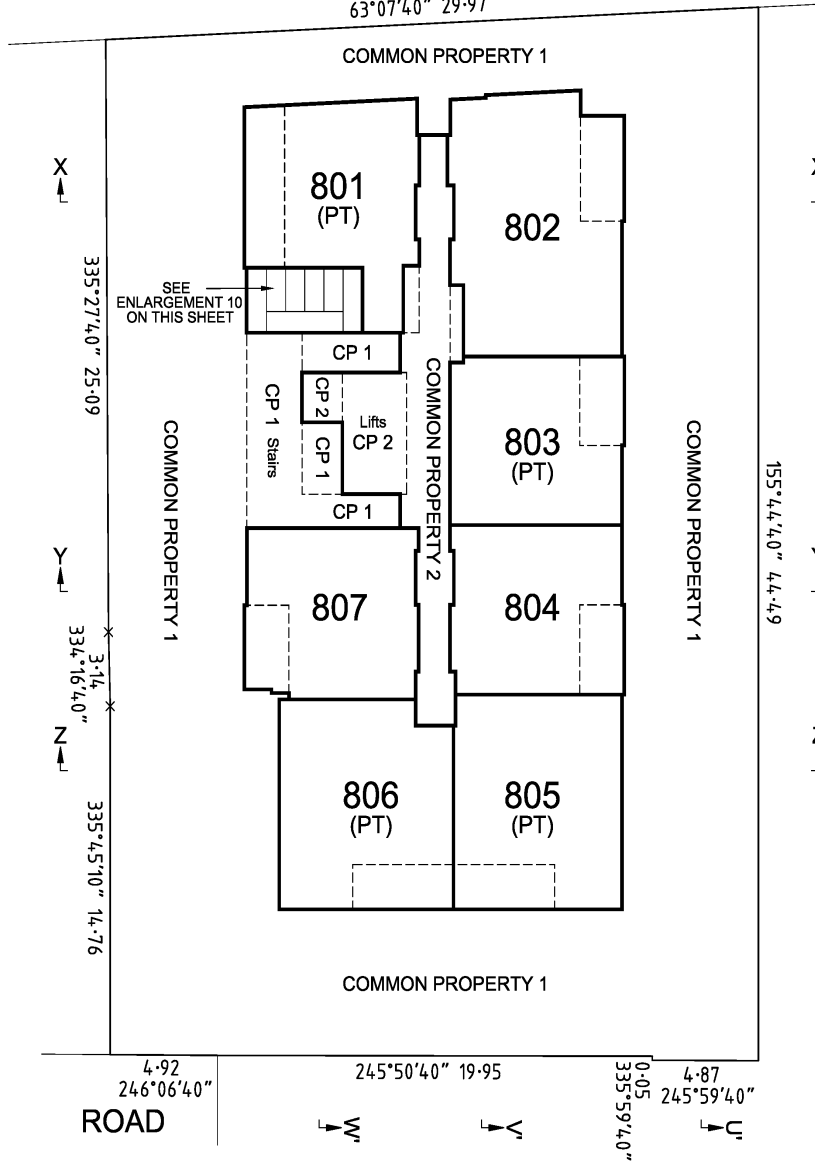 63°07'40" 29·97
COMMON PROPERTY 1
X
801
(PT)
802
SEE
ENLARGEMENT 10
ON THIS SHEET
335°27'40" 25·09
CP 1
CP 2
Lifts
CP 2
CP 1
Stairs
CP 1
CP 1
COMMON PROPERTY 2
803
(PT)
COMMON PROPERTY 1
COMMON PROPERTY 1
155°44'40" 44·49
Y
807
804
3·14
334°16'40"
Z
806
(PT)
805
(PT)
335°45'10" 14·76
COMMON PROPERTY 1
4·92
246°06'40"
245°50'40" 19·95
0·05
335°59'40"
4·87
245°59'40"
ROAD
W'
V'
U'